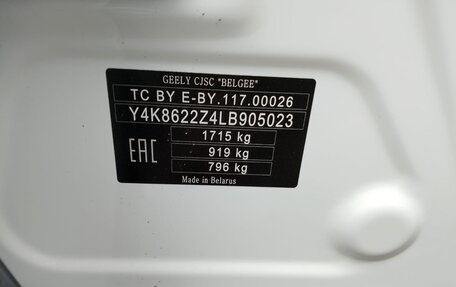 GEELY CJSC "BELGEE"
TC BY E-BY.117.00026
Y4K8622Z4LB905023
1715 kg
EAC 919 kg
796 kg
Made in Belarus